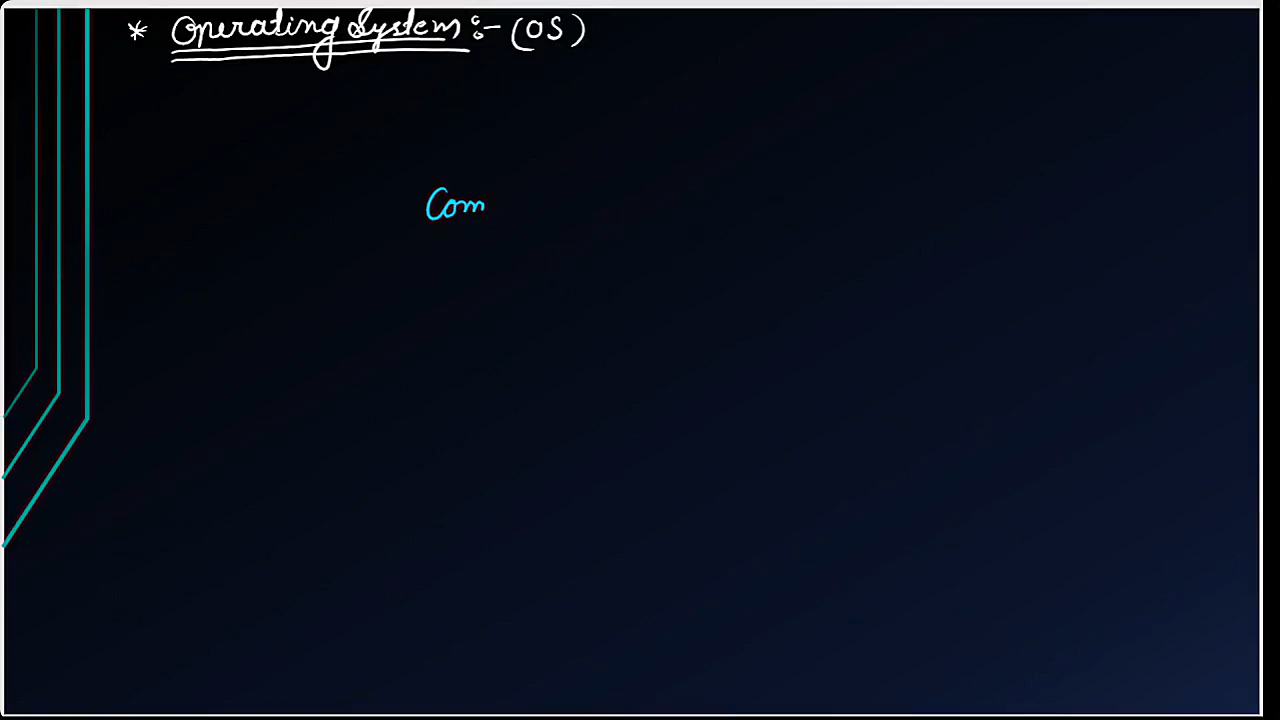 * Operating System :- (OS)
Com